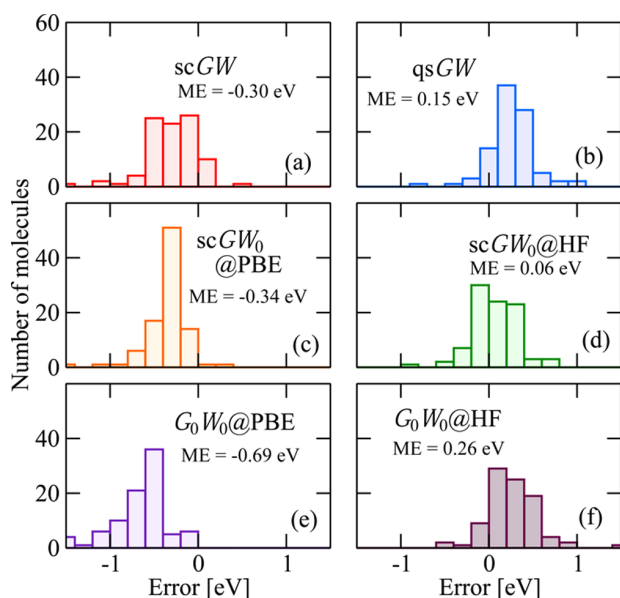 60
40
20
0
40
20
0
40
20
0
Number of molecules
scGW
ME = -0.30 eV
(a)
qsGW
ME = 0.15 eV
(b)
scGW₀
@PBE
ME = -0.34 eV
(c)
scGW₀@HF
ME = 0.06 eV
(d)
G₀W₀@PBE
ME = -0.69 eV
(e)
G₀W₀@HF
ME = 0.26 eV
(f)
-1 0 1
-1 0 1
Error [eV]
Error [eV]